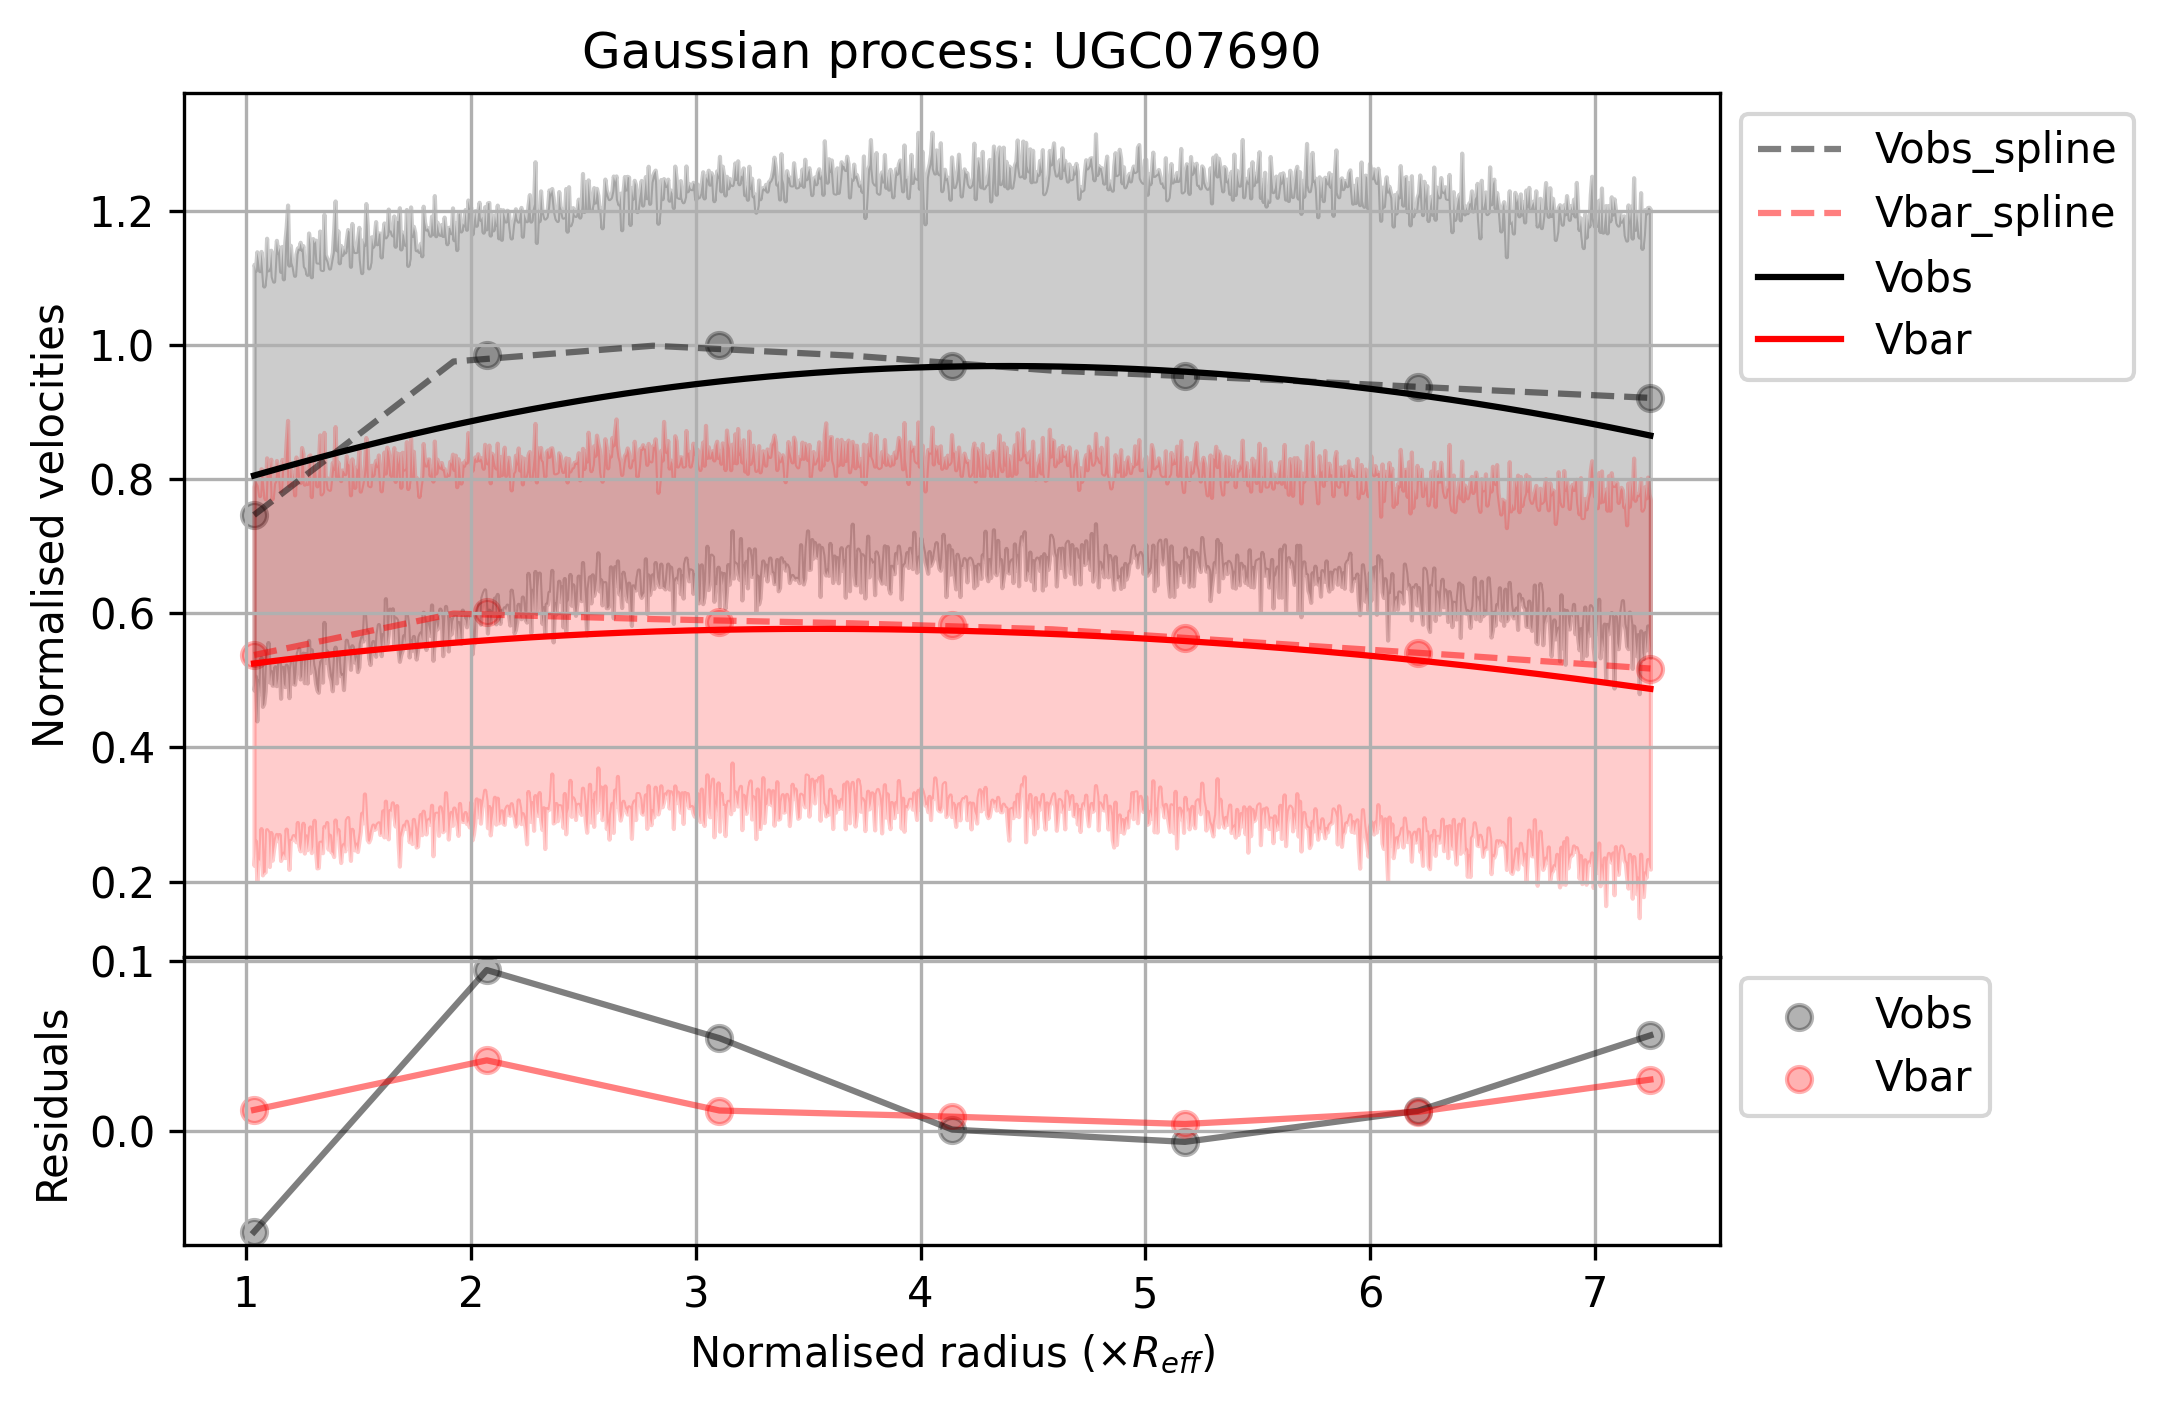 Gaussian process: UGC07690
Normalised velocities
1.2
1.0
0.8
0.6
0.4
0.2
Vobs_spline
Vbar_spline
Vobs
Vbar
Residuals
0.1
0.0
Vobs
Vbar
1 2 3 4 5 6 7
Normalised radius (×R_eff)